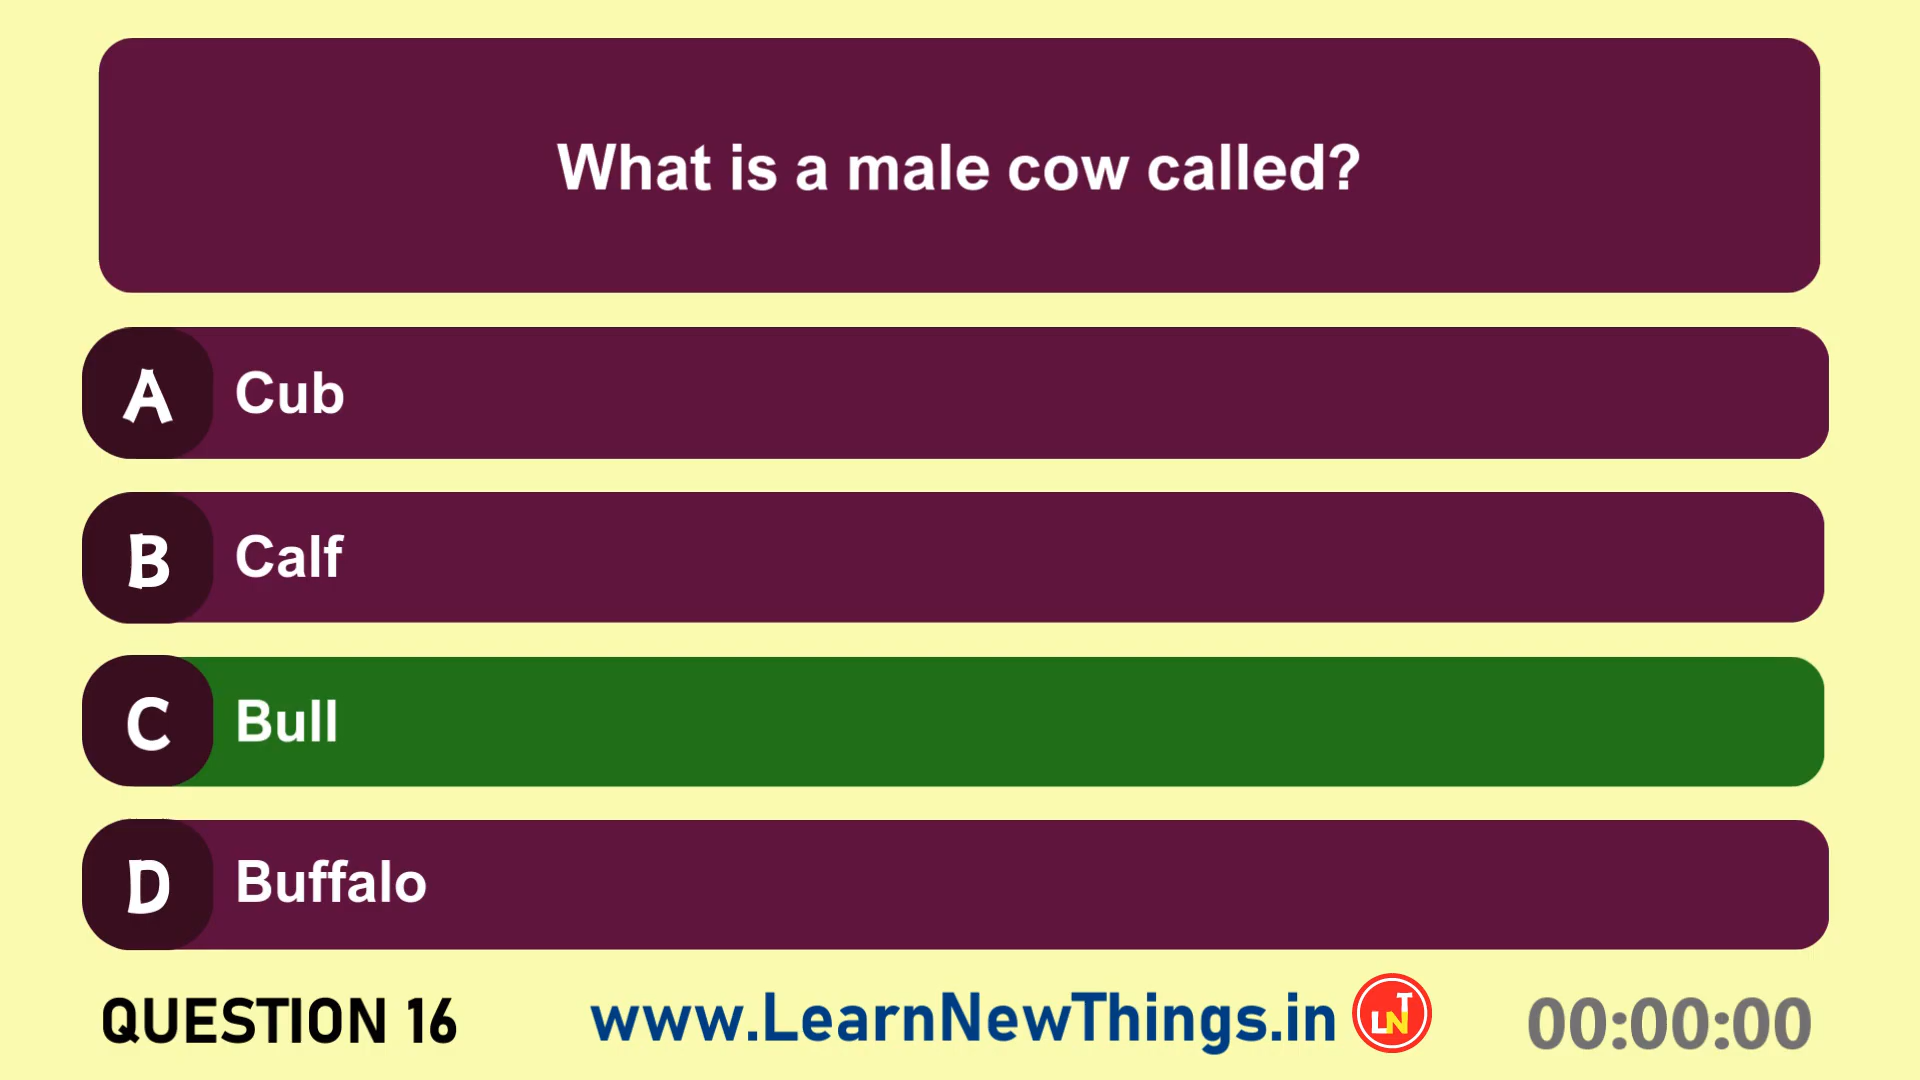 What is a male cow called?
A Cub
B Calf
C Bull
D Buffalo
QUESTION 16 www.LearnNewThings.in LNT 00:00:00